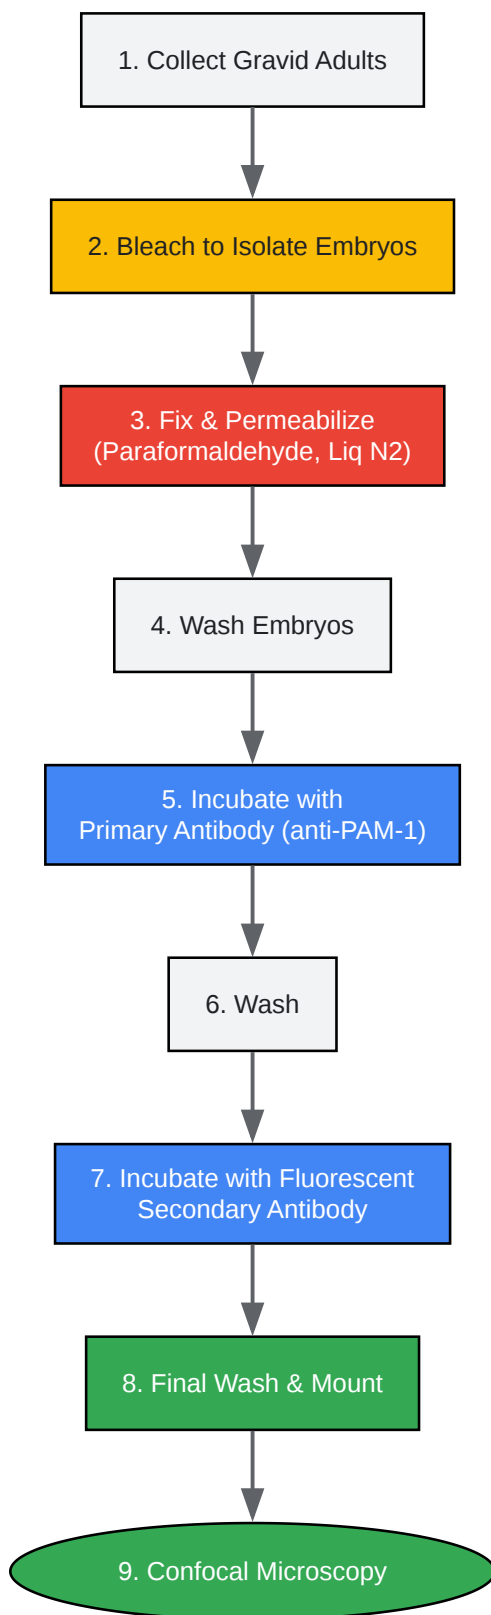 1. Collect Gravid Adults
2. Bleach to Isolate Embryos
3. Fix & Permeabilize
(Paraformaldehyde, Liq N2)
4. Wash Embryos
5. Incubate with
Primary Antibody (anti-PAM-1)
6. Wash
7. Incubate with Fluorescent
Secondary Antibody
8. Final Wash & Mount
9. Confocal Microscopy